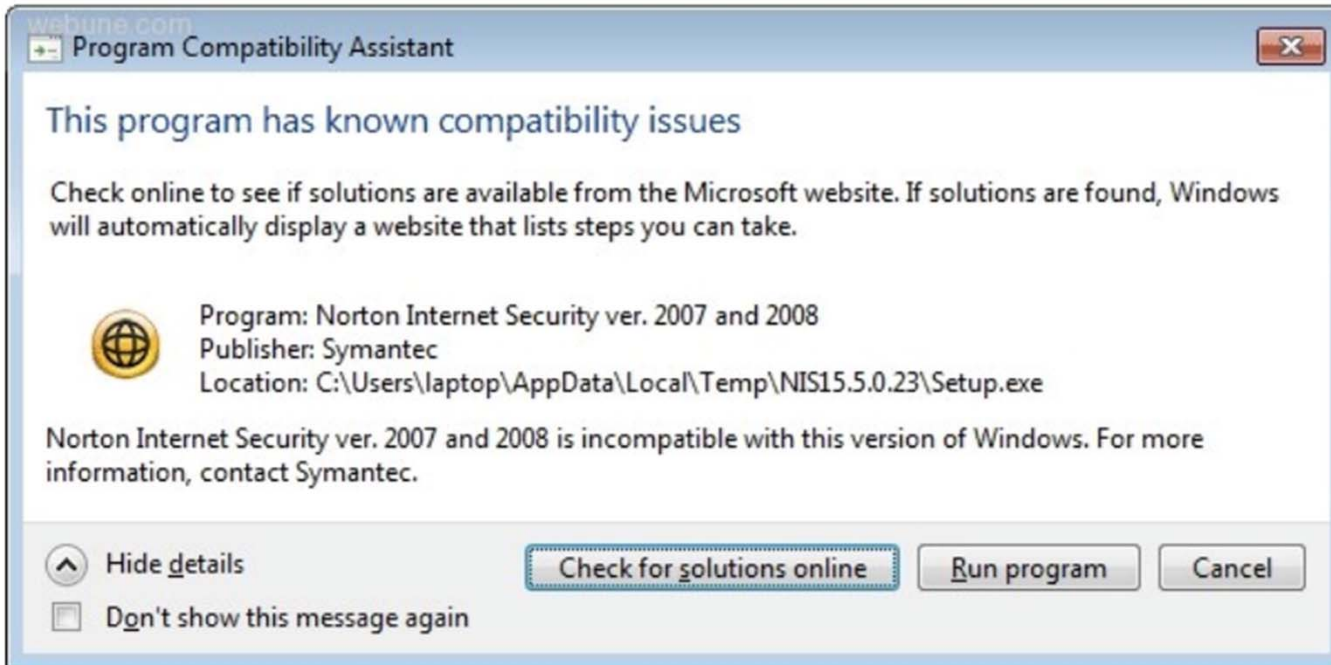 webune.com
Program Compatibility Assistant
This program has known compatibility issues
Check online to see if solutions are available from the Microsoft website. If solutions are found, Windows
will automatically display a website that lists steps you can take.
Program: Norton Internet Security ver. 2007 and 2008
Publisher: Symantec
Location: C:\Users\laptop\AppData\Local\Temp\NIS15.5.0.23\Setup.exe
Norton Internet Security ver. 2007 and 2008 is incompatible with this version of Windows. For more
information, contact Symantec.
Hide details
Check for solutions online
Run program
Cancel
Don't show this message again